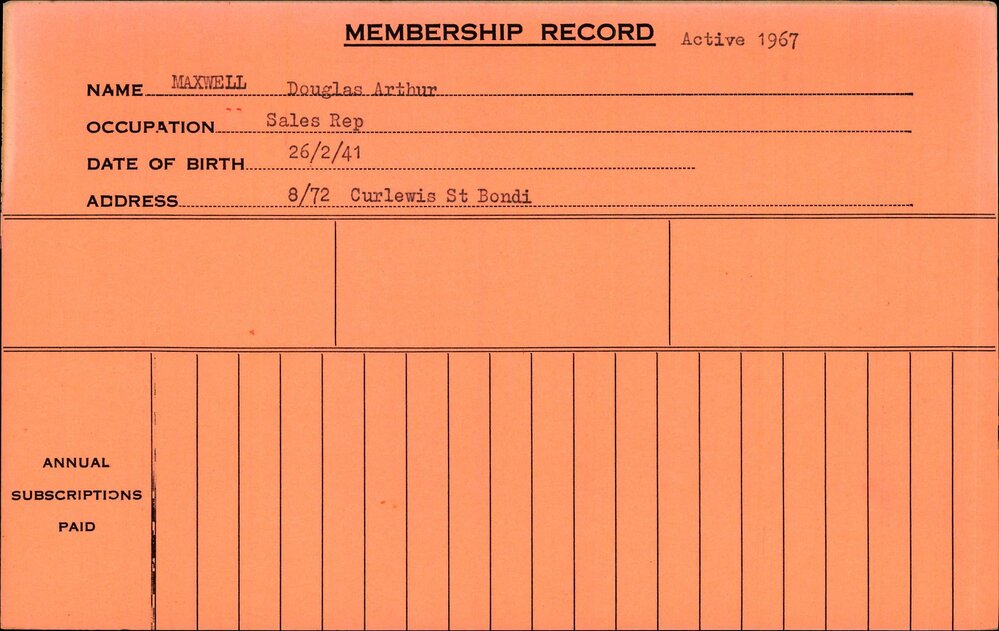 MEMBERSHIP RECORD Active 1967
NAME MAXWELL Douglas Arthur
OCCUPATION Sales Rep
DATE OF BIRTH 26/2/41
ADDRESS 8/72 Curlewis St Bondi
ANNUAL
SUBSCRIPTIONS
PAID